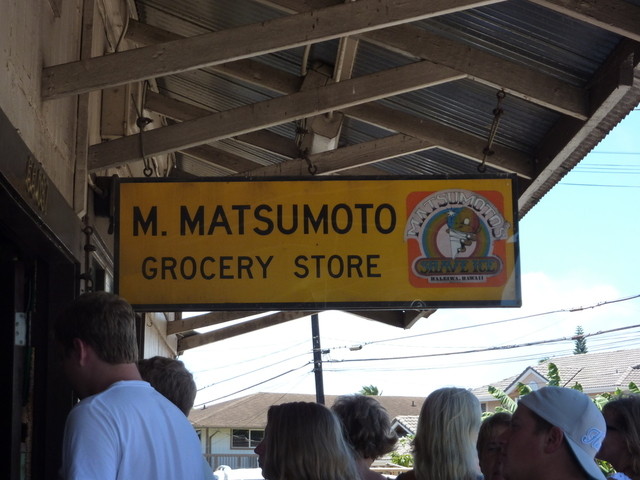 M. MATSUMOTO
GROCERY STORE
MATSUMOTO'S
SHAVE ICE
HALEIWA, HAWAII